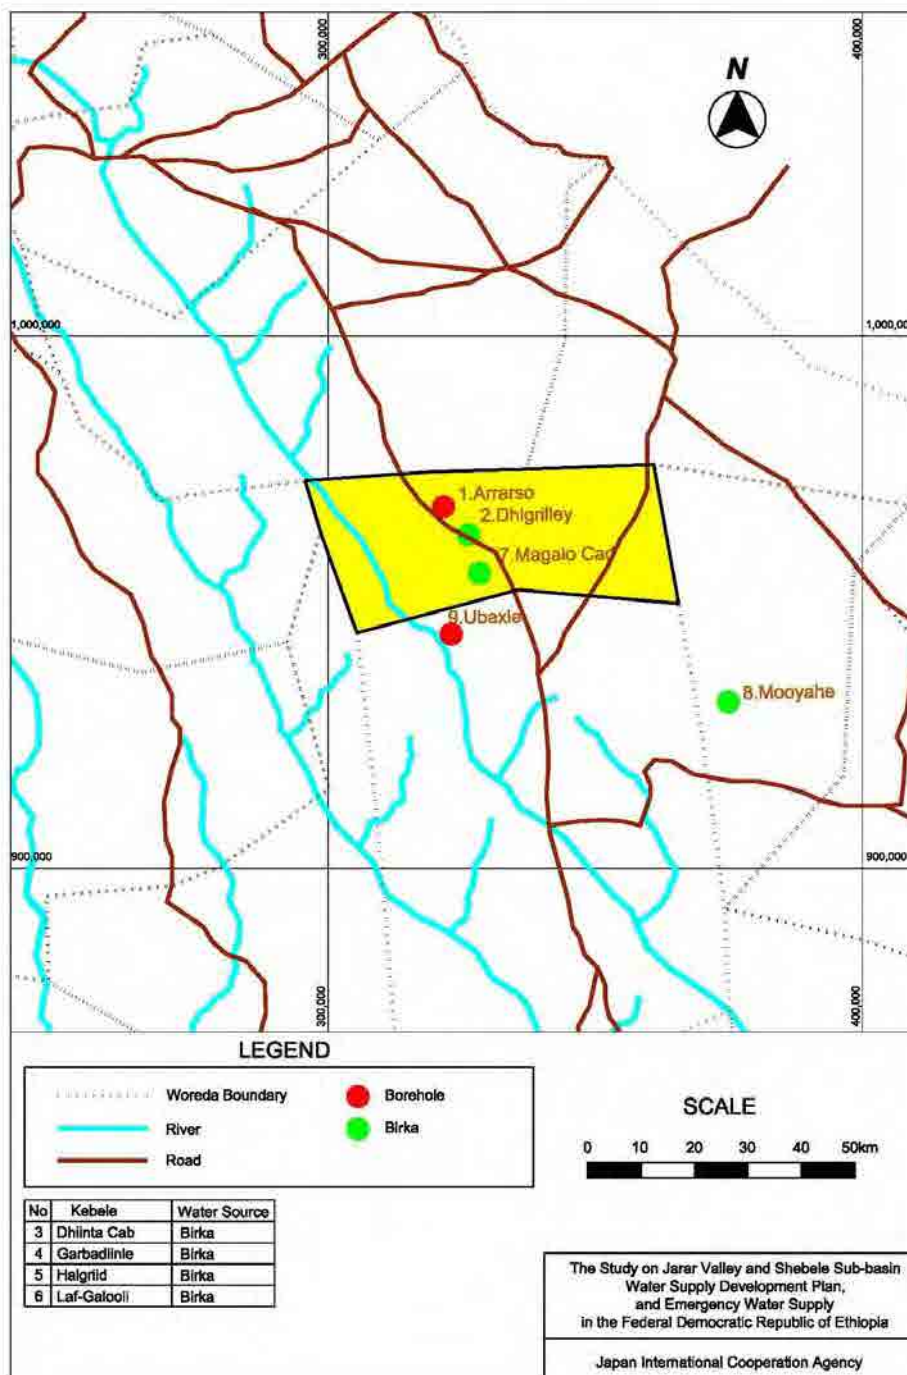 300,000
400,000
N
1,000,000
1,000,00
1.Arrarso
2.Dhigrilley
7.Magalo Cad
9.Ubaxle
8.Mooyahe
900,000
900,000
300,000
400,000
LEGEND
Woreda Boundary
River
Road
Borehole
Birka
SCALE
0 10 20 30 40 50km
No Kebele Water Source
3 Dhiinta Cab Birka
4 Garbadiinle Birka
5 Halgriid Birka
6 Laf-Galooli Birka
The Study on Jarar Valley and Shebele Sub-basin
Water Supply Development Plan,
and Emergency Water Supply
in the Federal Democratic Republic of Ethiopia
Japan International Cooperation Agency